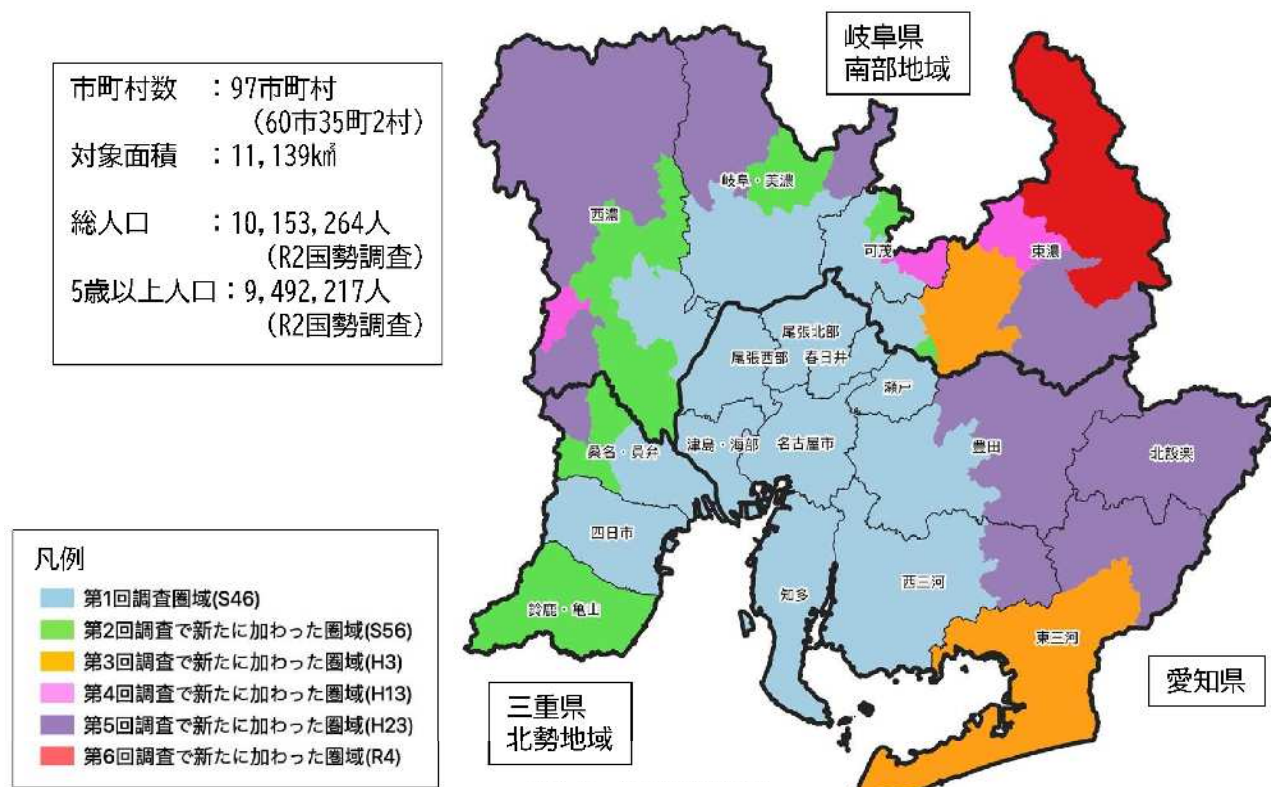 市町村数 :97市町村
(60市35町2村)
対象面積 :11,139k㎡
総人口 :10,153,264人
(R2国勢調査)
5歳以上人口:9,492,217人
(R2国勢調査)
岐阜県
南部地域
岐阜・美濃
西濃
可茂
東濃
尾張北部
尾張西部
春日井
瀬戸
津島・海部
名古屋市
豊田
北設楽
桑名・員弁
四日市
鈴鹿・亀山
知多
西三河
東三河
三重県
北勢地域
愛知県
凡例
第1回調査圏域(S46)
第2回調査で新たに加わった圏域(S56)
第3回調査で新たに加わった圏域(H3)
第4回調査で新たに加わった圏域(H13)
第5回調査で新たに加わった圏域(H23)
第6回調査で新たに加わった圏域(R4)